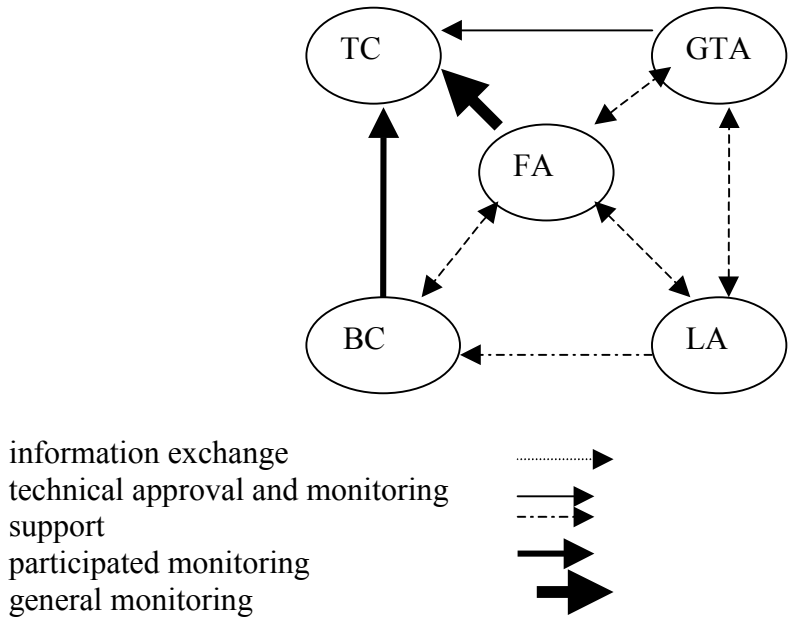 TC
GTA
FA
BC
LA
information exchange
technical approval and monitoring
support
participated monitoring
general monitoring